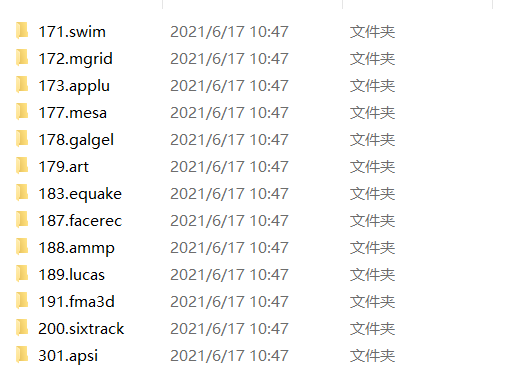 171.swim 2021/6/17 10:47 文件夹
172.mgrid 2021/6/17 10:47 文件夹
173.applu 2021/6/17 10:47 文件夹
177.mesa 2021/6/17 10:47 文件夹
178.galgel 2021/6/17 10:47 文件夹
179.art 2021/6/17 10:47 文件夹
183.equake 2021/6/17 10:47 文件夹
187.facerec 2021/6/17 10:47 文件夹
188.ammp 2021/6/17 10:47 文件夹
189.lucas 2021/6/17 10:47 文件夹
191.fma3d 2021/6/17 10:47 文件夹
200.sixtrack 2021/6/17 10:47 文件夹
301.apsi 2021/6/17 10:47 文件夹